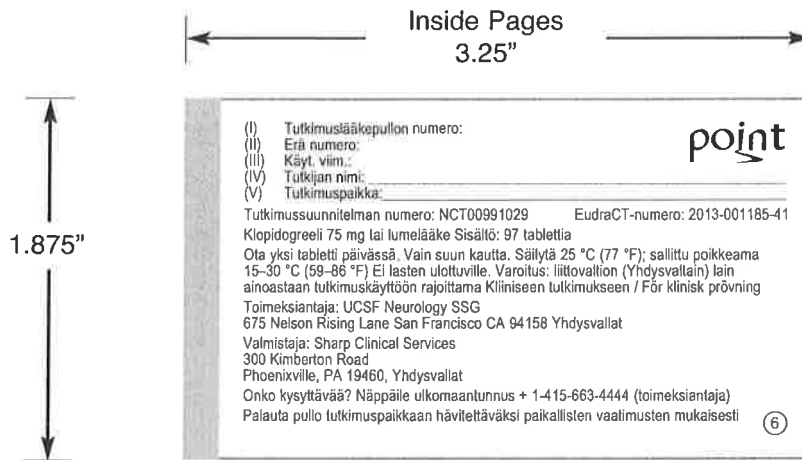 Inside Pages
3.25”
1.875”
point
(I) Tutkimuslääkepullon numero:
(II) Erä numero:
(III) Käyt. viim.:
(IV) Tutkijan nimi:
(V) Tutkimuspaikka:
Tutkimussuunnitelman numero: NCT00991029 EudraCT-numero: 2013-001185-41
Klopidogreeli 75 mg tai lumelääke Sisältö: 97 tablettia
Ota yksi tabletti päivässä. Vain suun kautta. Säilytä 25 °C (77 °F); sallittu poikkeama
15–30 °C (59–86 °F) Ei lasten ulottuville. Varoitus: liittovaltion (Yhdysvaltain) lain
ainoastaan tutkimuskäyttöön rajoittama Kliiniseen tutkimukseen / För klinisk prövning
Toimeksiantaja: UCSF Neurology SSG
675 Nelson Rising Lane San Francisco CA 94158 Yhdysvallat
Valmistaja: Sharp Clinical Services
300 Kimberton Road
Phoenixville, PA 19460, Yhdysvallat
Onko kysyttävää? Näppäile ulkomaantunnus + 1-415-663-4444 (toimeksiantaja)
Palauta pullo tutkimuspaikkaan hävitettäväksi paikallisten vaatimusten mukaisesti
6